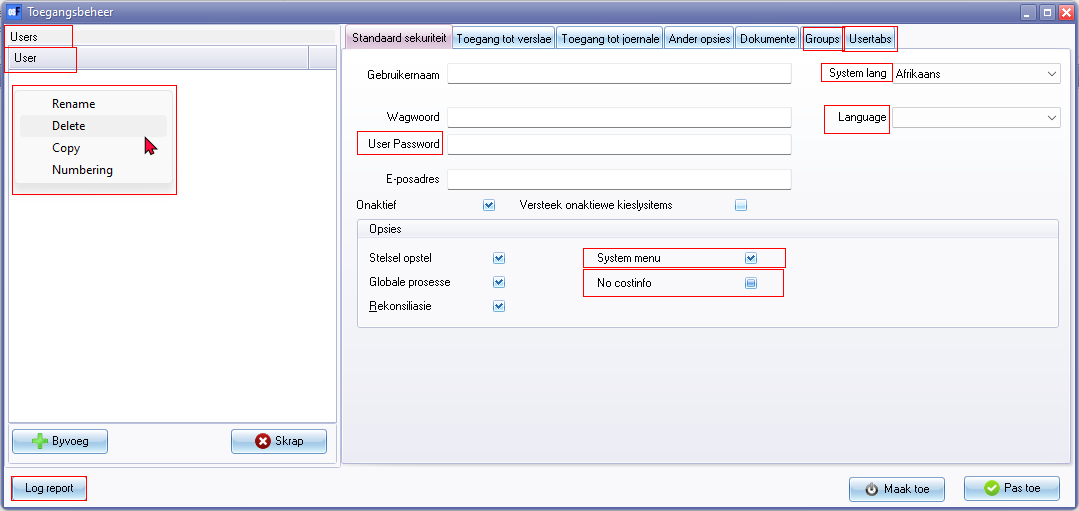 Toegangsbeheer
Users
User
Rename
Delete
Copy
Numbering
Byvoeg
Skrap
Log report
Standaard sekuriteit
Toegang tot verslae
Toegang tot joernale
Ander opsies
Dokumente
Groups
Usertabs
Gebruikernaam
System lang
Afrikaans
Wagwoord
Language
User Password
E-posadres
Onaktief
Versteek onaktiewe kieslysitems
Opsies
Stelsel opstel
System menu
Globale prosesse
No costinfo
Rekonsiliasie
Maak toe
Pas toe